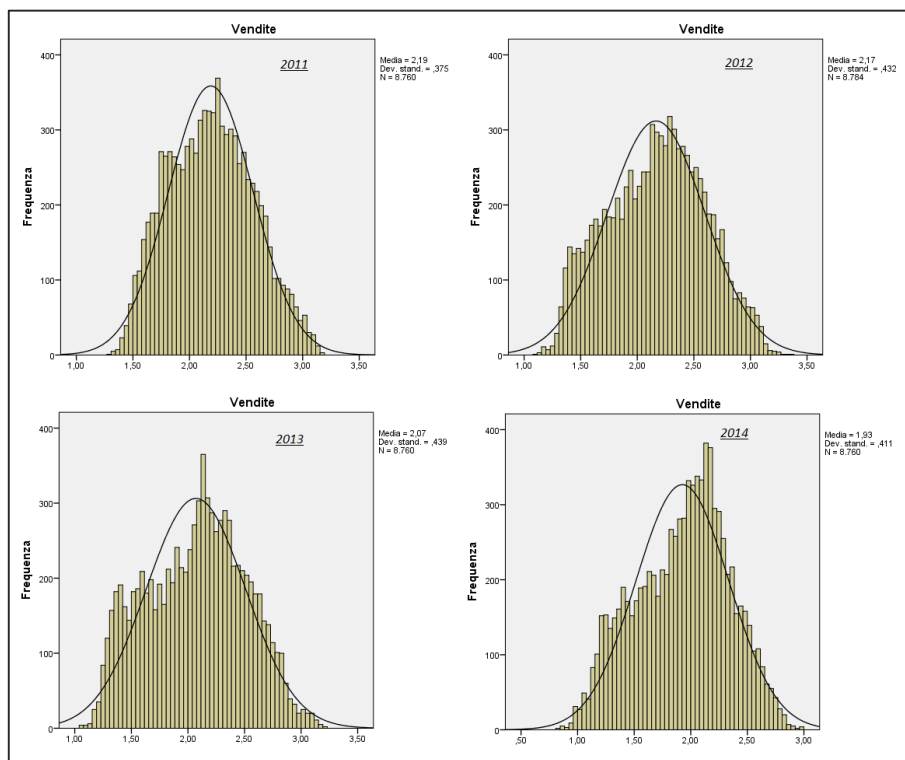 Vendite
2011
Media = 2,19
Dev. stand. = ,375
N = 8.760
Frequenza
400
300
200
100
0
1,00 1,50 2,00 2,50 3,00 3,50
Vendite
2012
Media = 2,17
Dev. stand. = ,432
N = 8.784
Frequenza
400
300
200
100
0
1,00 1,50 2,00 2,50 3,00 3,50
Vendite
2013
Media = 2,07
Dev. stand. = ,439
N = 8.760
Frequenza
400
300
200
100
0
1,00 1,50 2,00 2,50 3,00 3,50
Vendite
2014
Media = 1,93
Dev. stand. = ,411
N = 8.760
Frequenza
400
300
200
100
0
,50 1,00 1,50 2,00 2,50 3,00